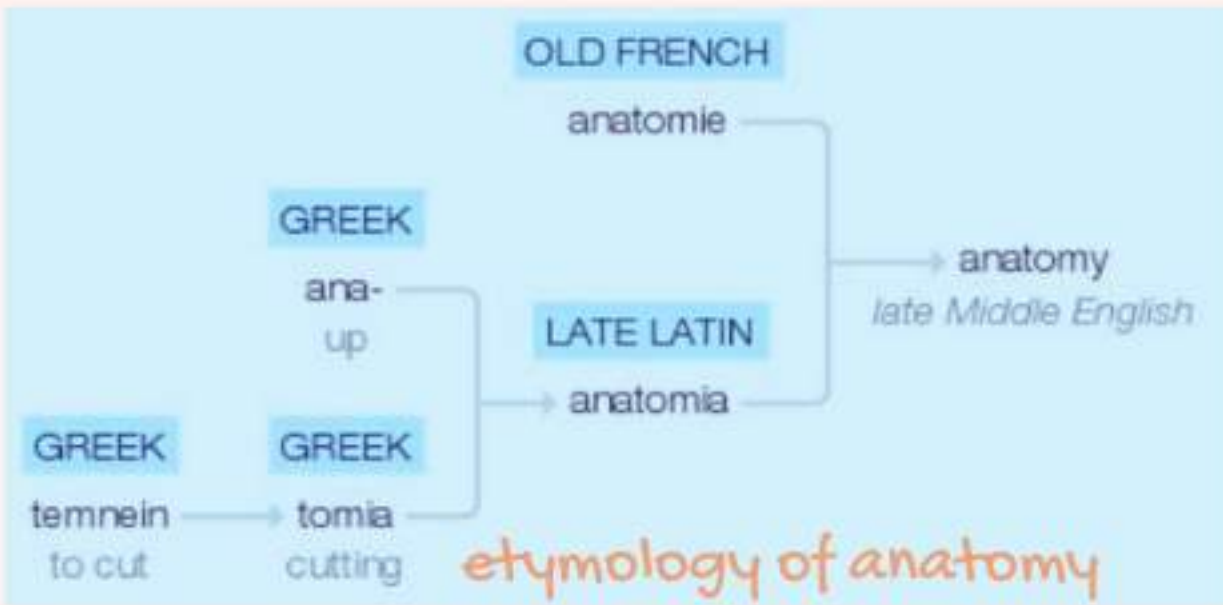 OLD FRENCH
anatomie
GREEK
ana-
up
anatomy
late Middle English
LATE LATIN
anatomia
GREEK
temnein
to cut
GREEK
tomia
cutting
etymology of anatomy